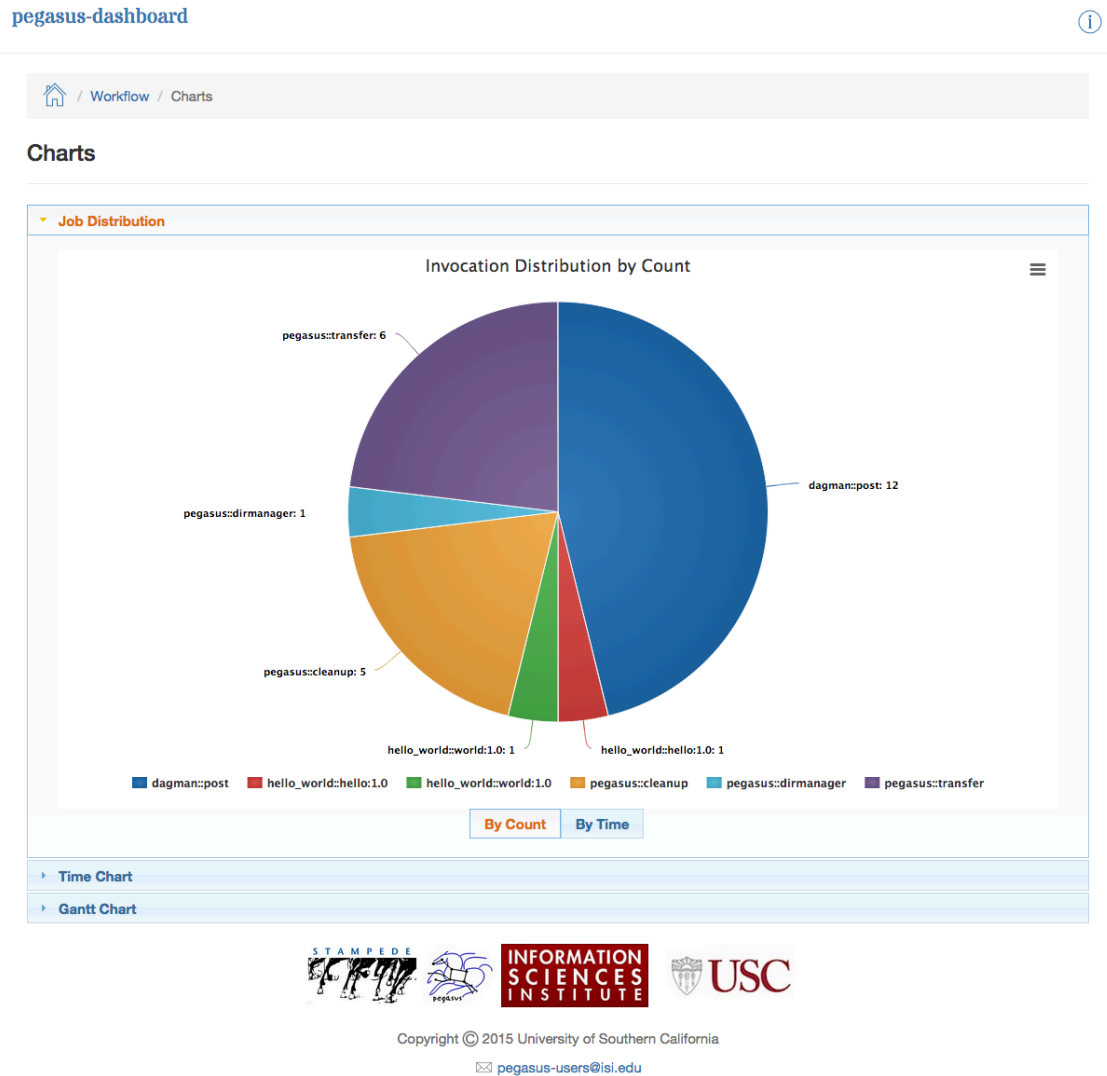 pegasus-dashboard
i
/ Workflow / Charts
Charts
Job Distribution
Invocation Distribution by Count
pegasus::transfer: 6
dagman::post: 12
pegasus::dirmanager: 1
pegasus::cleanup: 5
hello_world::world:1.0: 1
hello_world::hello:1.0: 1
dagman::post hello_world::hello:1.0 hello_world::world:1.0 pegasus::cleanup pegasus::dirmanager pegasus::transfer
By Count By Time
Time Chart
Gantt Chart
STAMPEDE
pegasus
INFORMATION
SCIENCES
INSTITUTE
USC
Copyright © 2015 University of Southern California
pegasus-users@isi.edu